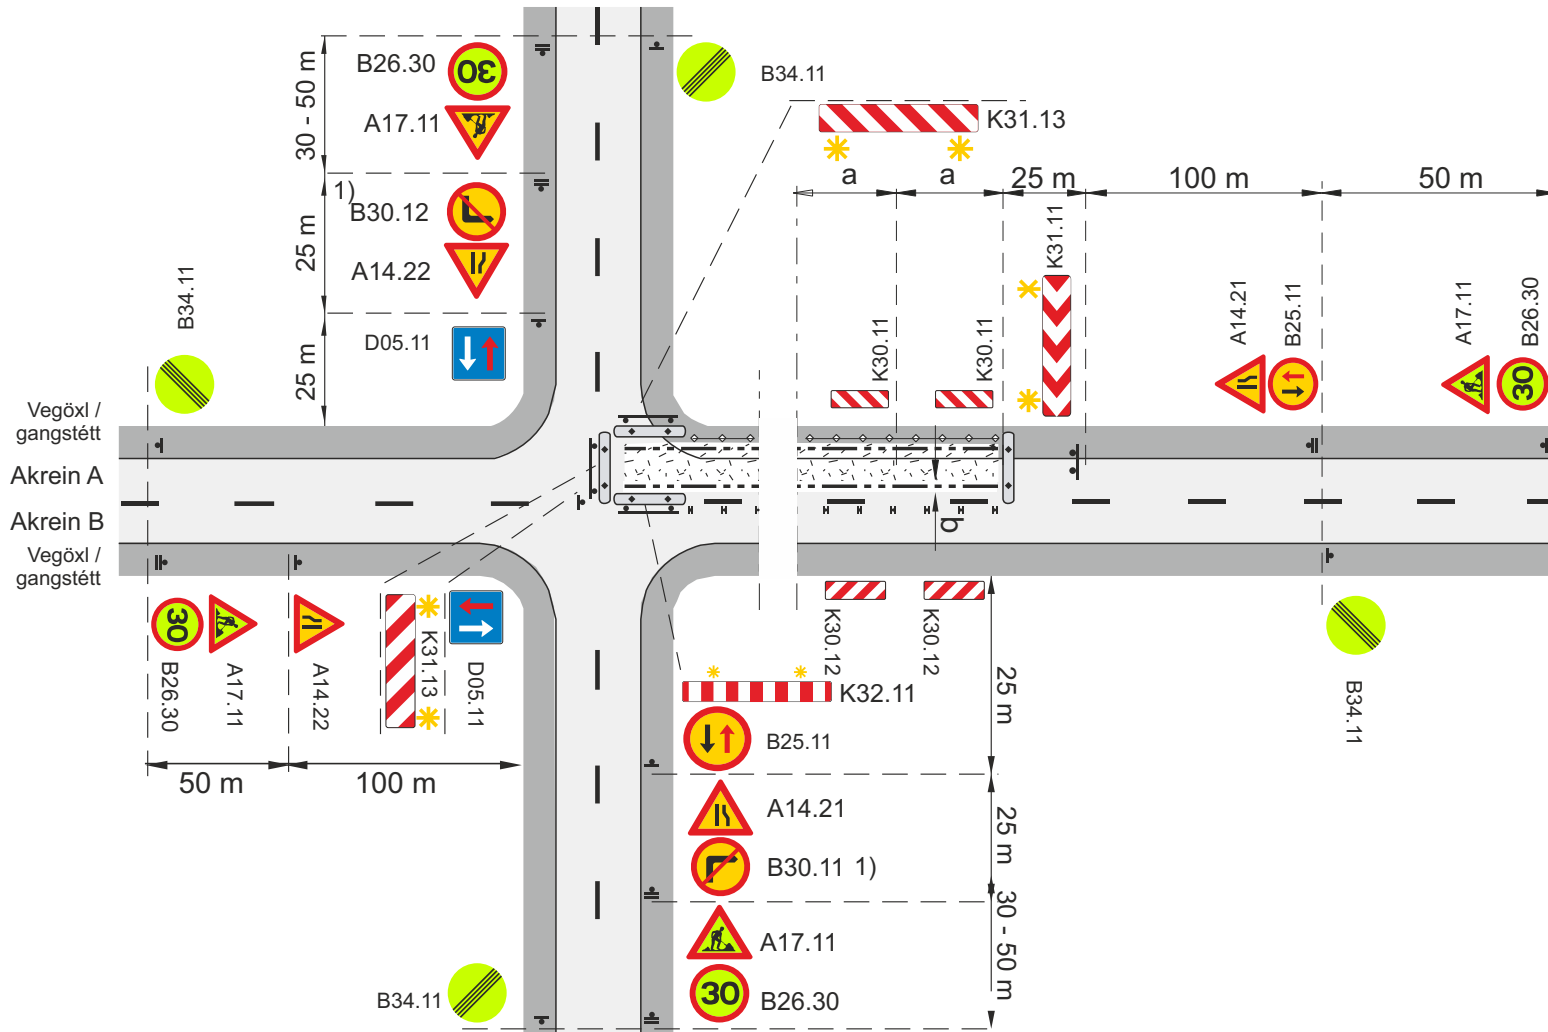 B26.30
30
A17.11
30 - 50 m
1)
B30.12
A14.22
25 m
D05.11
25 m
B34.11
B34.11
K31.13
a
a
25 m
100 m
50 m
K30.11
K30.11
K31.11
A14.21
B25.11
A17.11
B26.30
30
Vegöxl /
gangstétt
Akrein A
Akrein B
Vegöxl /
gangstétt
b
30
B26.30
A17.11
A14.22
K31.13
D05.11
50 m
100 m
K30.12
K30.12
K32.11
B25.11
25 m
A14.21
B30.11 1)
25 m
A17.11
30
B26.30
30 - 50 m
B34.11
B34.11